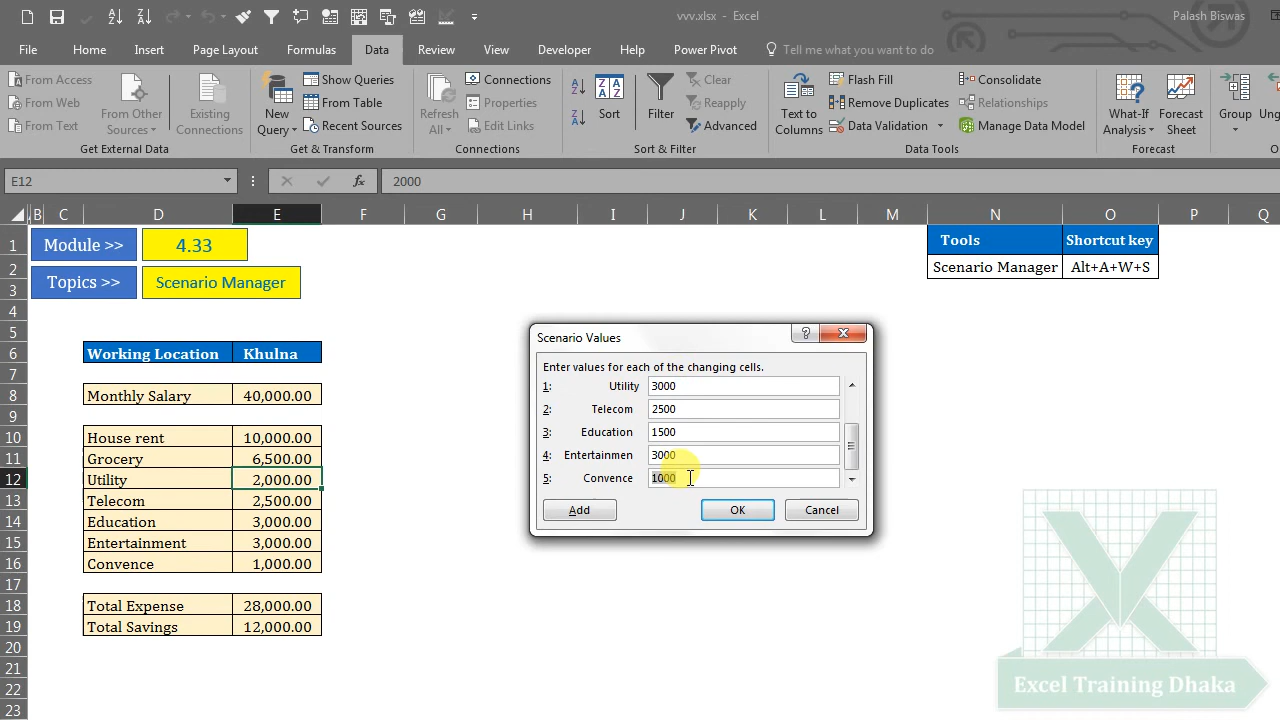 vvv.xlsx - Excel
Palash Biswas
File Home Insert Page Layout Formulas Data Review View Developer Help Power Pivot Tell me what you want to do
From Access
From Web
From Text
From Other Sources
Existing Connections
Get External Data
New Query
Show Queries
From Table
Recent Sources
Get & Transform
Refresh All
Connections
Properties
Edit Links
Connections
Sort
Filter
Clear
Reapply
Advanced
Sort & Filter
Text to Columns
Flash Fill
Remove Duplicates
Data Validation
Consolidate
Relationships
Manage Data Model
Data Tools
What-If Analysis
Forecast Sheet
Forecast
Group
E12
fx
2000
B C D E F G H I J K L M N O P Q
1 Module >> 4.33 Tools Shortcut key
2 Topics >> Scenario Manager Scenario Manager Alt+A+W+S
3
4
5
6 Working Location Khulna
7
8 Monthly Salary 40,000.00
9
10 House rent 10,000.00
11 Grocery 6,500.00
12 Utility 2,000.00
13 Telecom 2,500.00
14 Education 3,000.00
15 Entertainment 3,000.00
16 Convence 1,000.00
17
18 Total Expense 28,000.00
19 Total Savings 12,000.00
20
21
22
23
Scenario Values
?
Enter values for each of the changing cells.
1: Utility 3000
2: Telecom 2500
3: Education 1500
4: Entertainmen 3000
5: Convence 1000
Add OK Cancel
Excel Training Dhaka